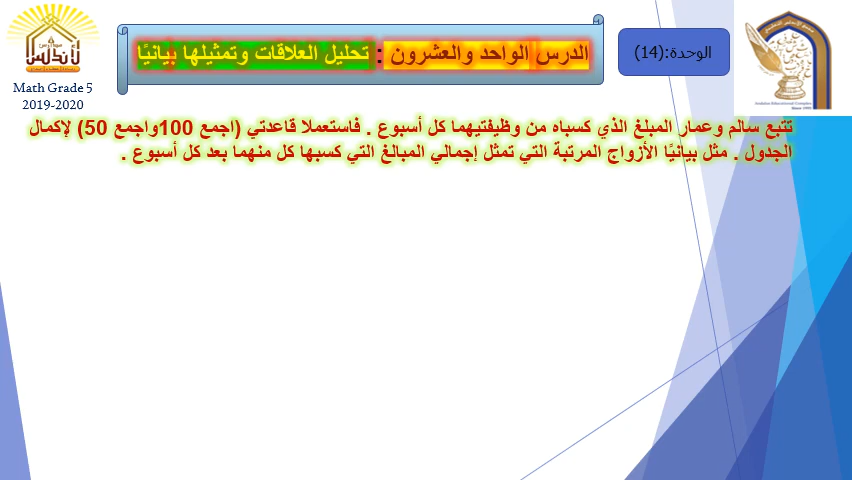 الوحدة:(14)
الدرس الواحد والعشرون : تحليل العلاقات وتمثيلها بيانيًا
Math Grade 5
2019-2020
تتبع سالم وعمار المبلغ الذي كسباه من وظيفتيهما كل أسبوع . فاستعملا قاعدتي (اجمع 100واجمع 50) لإكمال
الجدول . مثل بيانيًا الأزواج المرتبة التي تمثل إجمالي المبالغ التي كسبها كل منهما بعد كل أسبوع .